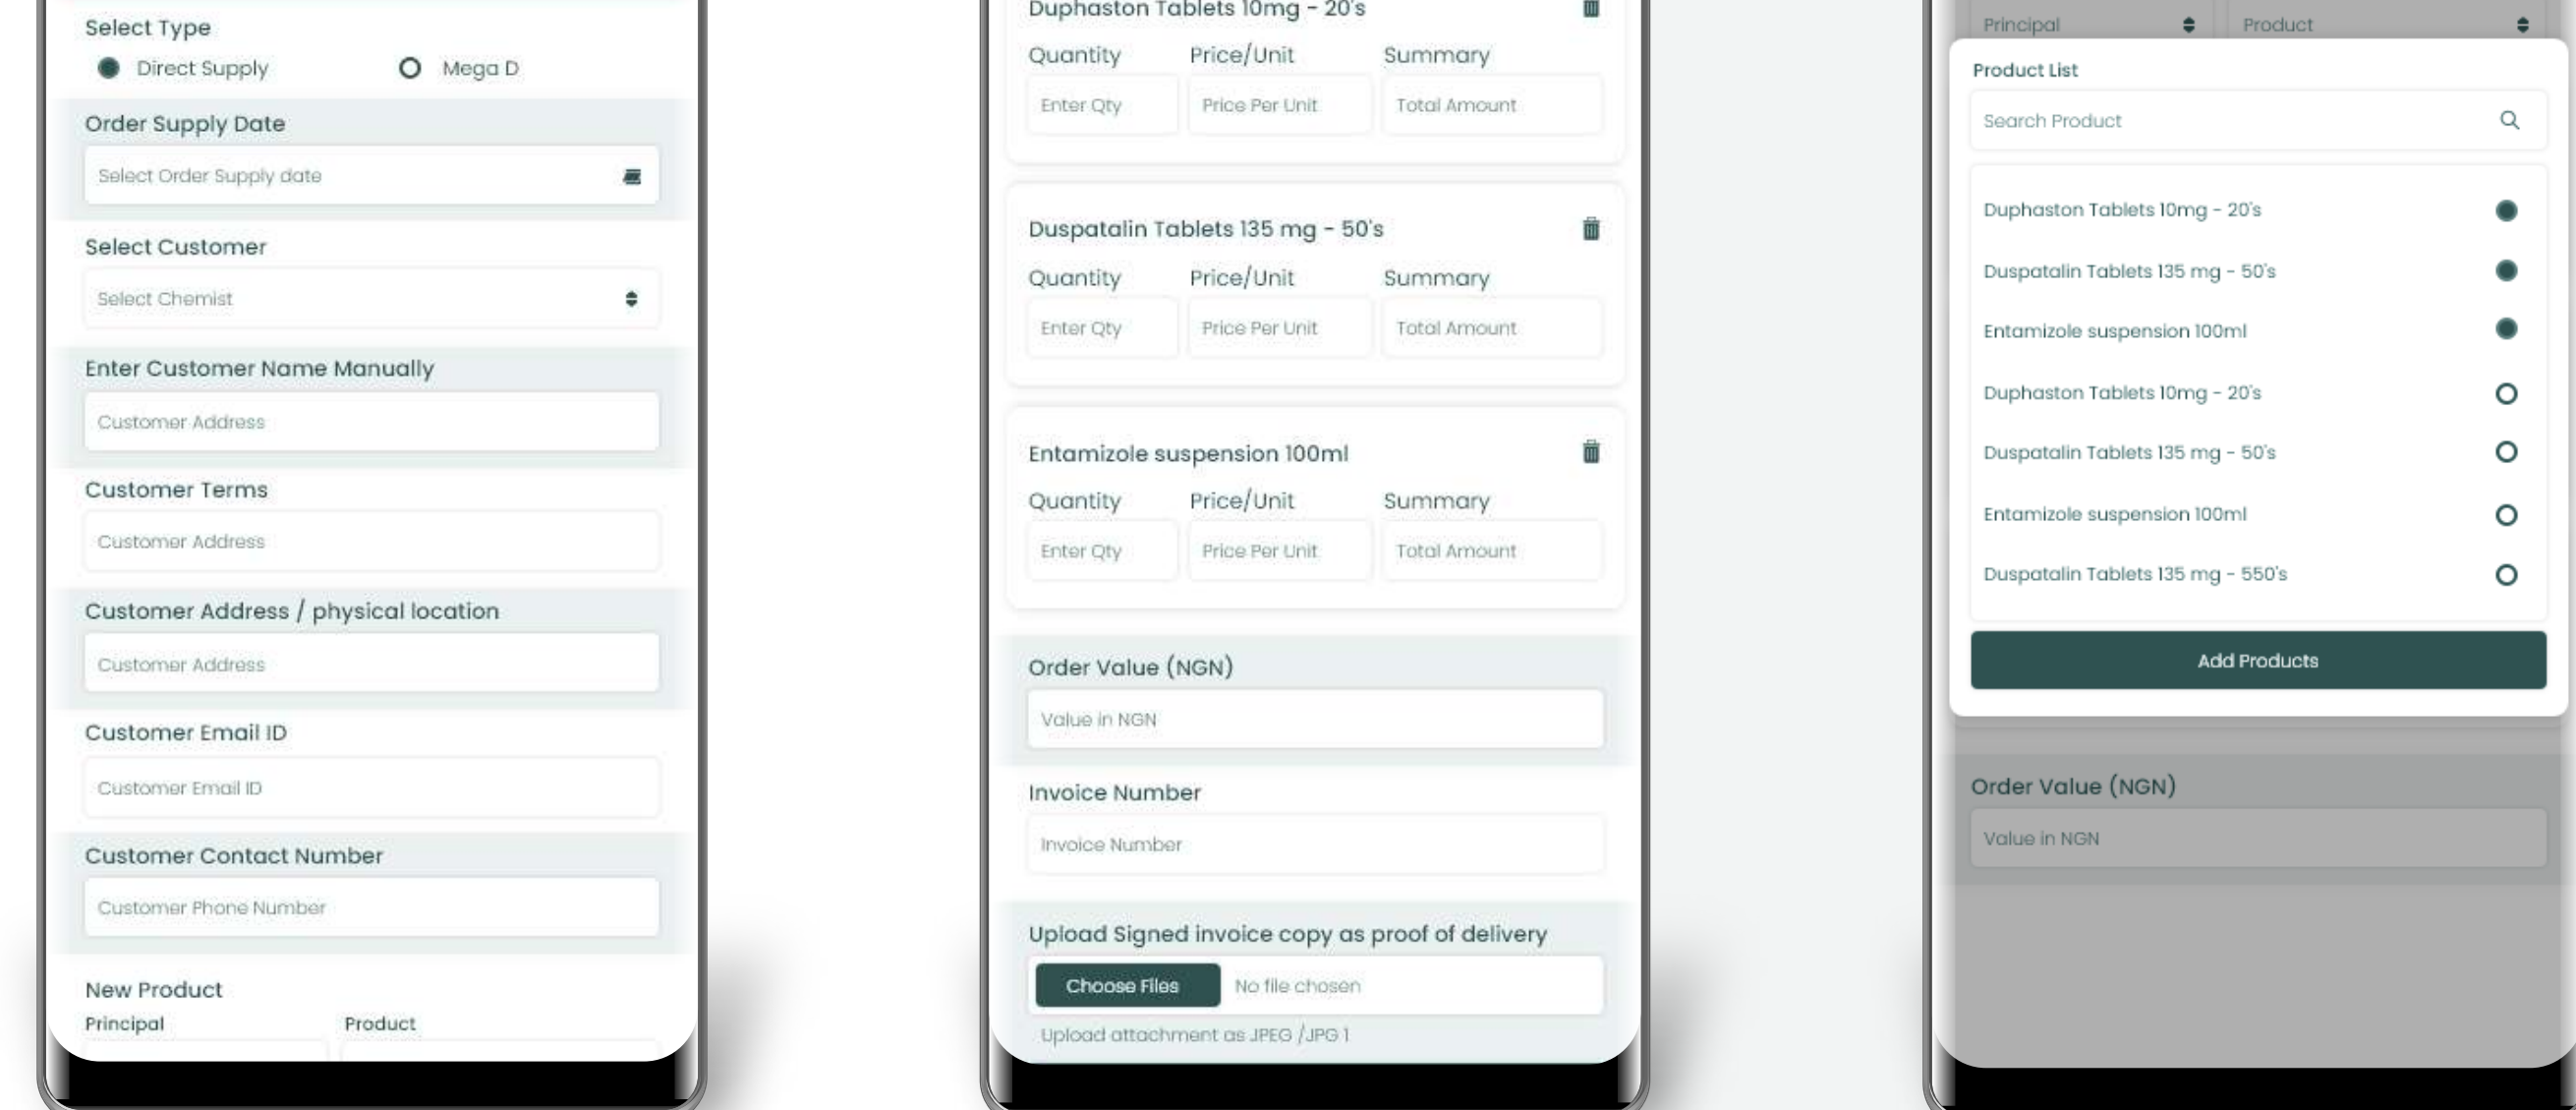 Select Type
Direct Supply
Mega D
Order Supply Date
Select Order Supply date
Select Customer
Select Chemist
Enter Customer Name Manually
Customer Address
Customer Terms
Customer Address
Customer Address / physical location
Customer Address
Customer Email ID
Customer Email ID
Customer Contact Number
Customer Phone Number
New Product
Principal Product
Duphaston Tablets 10mg - 20's
Quantity Price/Unit Summary
Enter Qty Price Per Unit Total Amount
Duspatalin Tablets 135 mg - 50's
Quantity Price/Unit Summary
Enter Qty Price Per Unit Total Amount
Entamizole suspension 100ml
Quantity Price/Unit Summary
Enter Qty Price Per Unit Total Amount
Order Value (NGN)
Value in NGN
Invoice Number
Invoice Number
Upload Signed invoice copy as proof of delivery
Choose Files No file chosen
Upload attachment as JPEG /JPG 1
Principal Product
Product List
Search Product
Duphaston Tablets 10mg - 20's
Duspatalin Tablets 135 mg - 50's
Entamizole suspension 100ml
Duphaston Tablets 10mg - 20's
Duspatalin Tablets 135 mg - 50's
Entamizole suspension 100ml
Duspatalin Tablets 135 mg - 550's
Add Products
Order Value (NGN)
Value in NGN